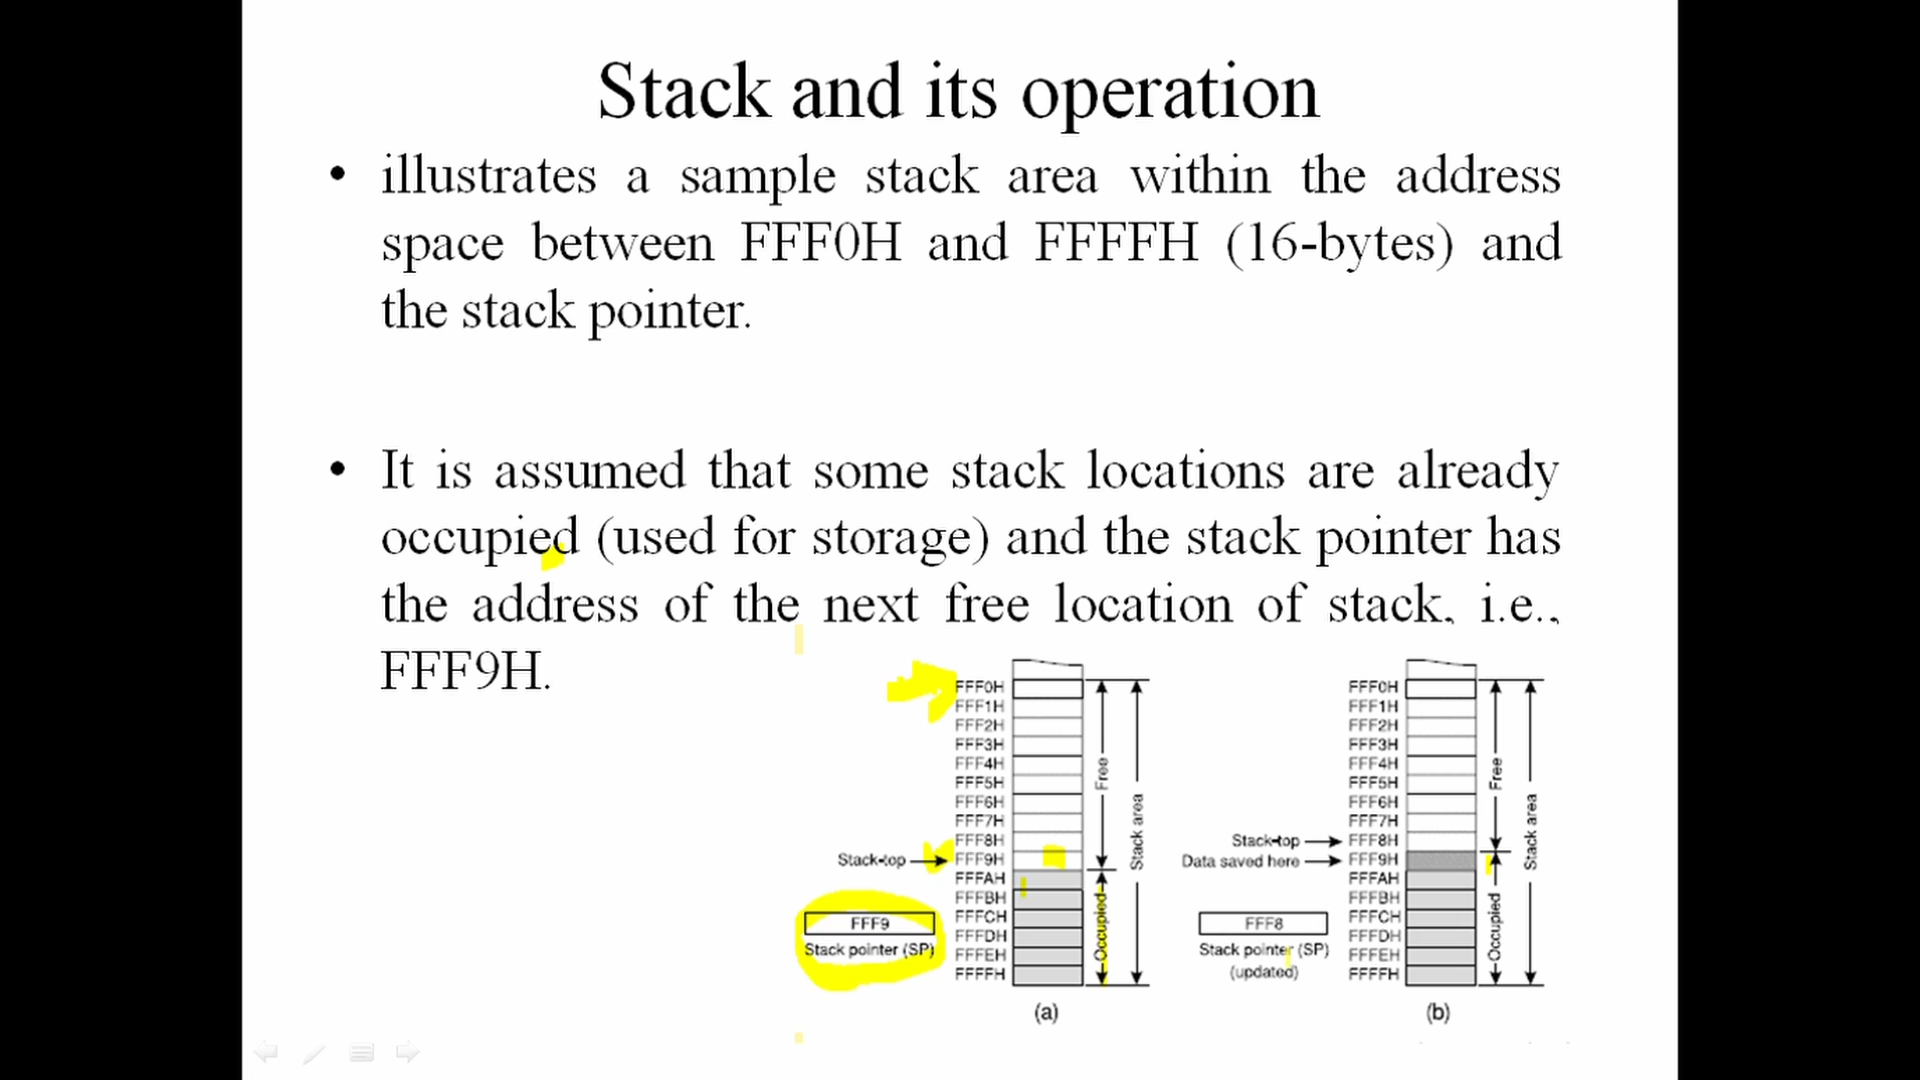 Stack and its operation
• illustrates a sample stack area within the address
space between FFF0H and FFFFH (16-bytes) and
the stack pointer.
• It is assumed that some stack locations are already
occupied (used for storage) and the stack pointer has
the address of the next free location of stack, i.e.,
FFF9H.
FFF0H
FFF1H
FFF2H
FFF3H
FFF4H
FFF5H
FFF6H
FFF7H
FFF8H
Stack-top FFF9H
FFFAH
FFFBH
FFFCH
FFFDH
FFFEH
FFFFH
Free
Occupied
Stack area
FFF9
Stack pointer (SP)
(a)
FFF0H
FFF1H
FFF2H
FFF3H
FFF4H
FFF5H
FFF6H
FFF7H
Stack-top FFF8H
Data saved here FFF9H
FFFAH
FFFBH
FFFCH
FFFDH
FFFEH
FFFFH
Free
Occupied
Stack area
FFF8
Stack pointer (SP)
(updated)
(b)